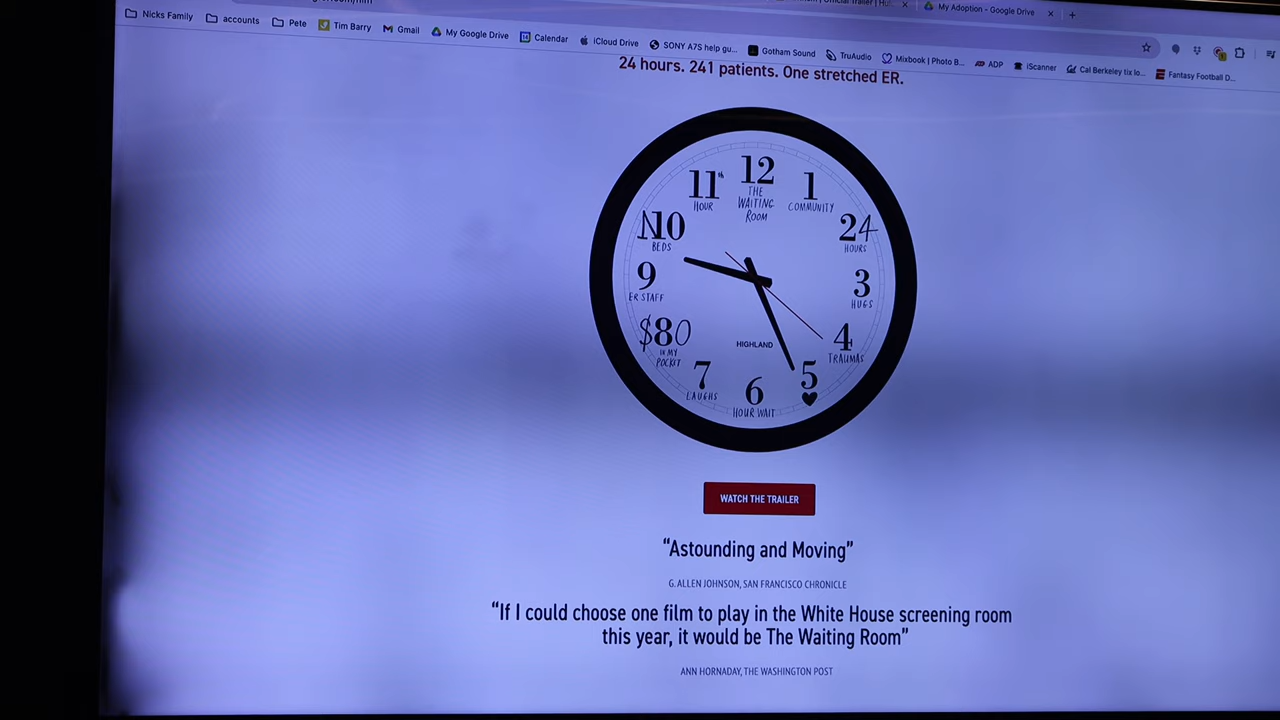 My Adoption - Google Drive
Nicks Family
accounts
Pete
Tim Barry
Gmail
My Google Drive
Calendar
iCloud Drive
SONY A7S help gu...
Gotham Sound
TruAudio
Mixbook | Photo B...
ADP
iScanner
Cal Berkeley tix lo...
Fantasy Football D...
24 hours. 241 patients. One stretched ER.
12
THE
WAITING
ROOM
1
COMMUNITY
24
HOURS
3
HUGS
4
TRAUMAS
5
6
HOUR WAIT
7
LAUGHS
$80
IN MY
POCKET
9
ER STAFF
N10
BEDS
11th
HOUR
HIGHLAND
WATCH THE TRAILER
“Astounding and Moving”
G. ALLEN JOHNSON, SAN FRANCISCO CHRONICLE
“If I could choose one film to play in the White House screening room
this year, it would be The Waiting Room”
ANN HORNADAY, THE WASHINGTON POST